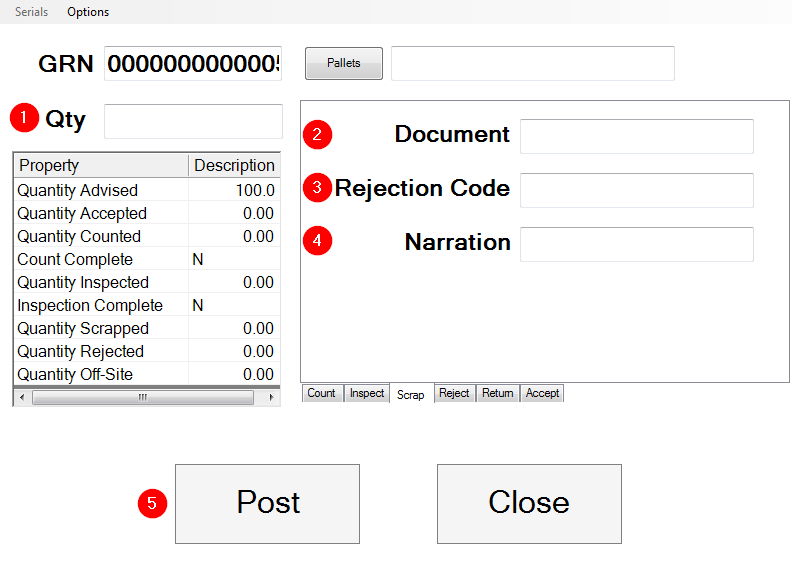 Serials Options
GRN 0000000000005 Pallets
1 Qty
2 Document
3 Rejection Code
4 Narration
Property Description
Quantity Advised 100.0
Quantity Accepted 0.00
Quantity Counted 0.00
Count Complete N
Quantity Inspected 0.00
Inspection Complete N
Quantity Scrapped 0.00
Quantity Rejected 0.00
Quantity Off-Site 0.00
Count Inspect Scrap Reject Return Accept
5 Post Close